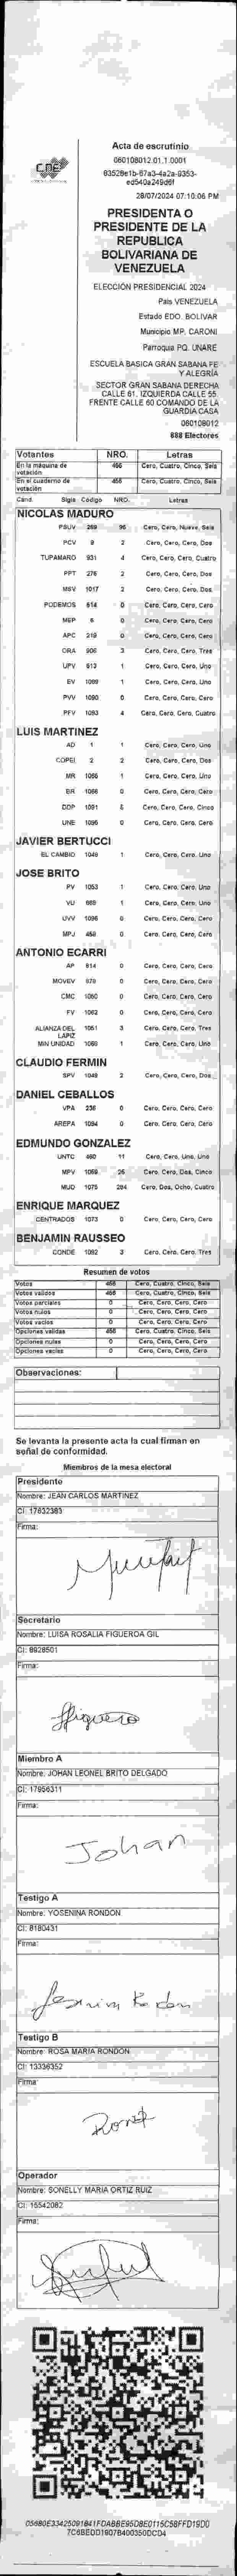 CNE
Acta de escrutinio
060108012.01.1.0001
63528e1b-67a3-4a2a-9353-
ed540a249d6f
28/07/2024 07:10:06 PM
PRESIDENTA O
PRESIDENTE DE LA
REPUBLICA
BOLIVARIANA DE
VENEZUELA
ELECCIÓN PRESIDENCIAL 2024
País VENEZUELA
Estado EDO. BOLIVAR
Municipio MP. CARONI
Parroquia PQ. UNARE
ESCUELA BASICA GRAN SABANA FE
Y ALEGRÍA
SECTOR GRAN SABANA DERECHA
CALLE 61. IZQUIERDA CALLE 55.
FRENTE CALLE 60 COMANDO DE LA
GUARDIA CASA
060108012
888 Electores
Votantes NRO. Letras
En la máquina de votación 456 Cero, Cuatro, Cinco, Seis
En el cuaderno de votación 456 Cero, Cuatro, Cinco, Seis
Cand. Sigla Código NRO. Letras
NICOLAS MADURO
PSUV 269 96 Cero, Cero, Nueve, Seis
PCV 9 2 Cero, Cero, Cero, Dos
TUPAMARO 931 4 Cero, Cero, Cero, Cuatro
PPT 276 2 Cero, Cero, Cero, Dos
MSV 1017 2 Cero, Cero, Cero, Dos
PODEMOS 614 0 Cero, Cero, Cero, Cero
MEP 6 0 Cero, Cero, Cero, Cero
APC 219 0 Cero, Cero, Cero, Cero
ORA 906 3 Cero, Cero, Cero, Tres
UPV 612 1 Cero, Cero, Cero, Uno
EV 1089 1 Cero, Cero, Cero, Uno
PVV 1090 0 Cero, Cero, Cero, Cero
PFV 1083 4 Cero, Cero, Cero, Cuatro
LUIS MARTINEZ
AD 1 1 Cero, Cero, Cero, Uno
COPEI 2 2 Cero, Cero, Cero, Dos
MR 1 Cero, Cero, Cero, Uno
BR 1066 0 Cero, Cero, Cero, Cero
DDP 1091 5 Cero, Cero, Cero, Cinco
UNE 1096 0 Cero, Cero, Cero, Cero
JAVIER BERTUCCI
EL CAMBIO 1049 1 Cero, Cero, Cero, Uno
JOSE BRITO
PV 1053 1 Cero, Cero, Cero, Uno
VU 669 1 Cero, Cero, Cero, Uno
UVV 0 Cero, Cero, Cero, Cero
MPJ 458 0 Cero, Cero, Cero, Cero
ANTONIO ECARRI
AP 914 0 Cero, Cero, Cero, Cero
MOVEV 979 0 Cero, Cero, Cero, Cero
CMC 1060 0 Cero, Cero, Cero, Cero
FV 1062 0 Cero, Cero, Cero, Cero
ALIANZA DEL LAPIZ 1051 3 Cero, Cero, Cero, Tres
MIN UNIDAD 1068 1 Cero, Cero, Cero, Uno
CLAUDIO FERMIN
SPV 1049 2 Cero, Cero, Cero, Dos
DANIEL CEBALLOS
VPA 236 0 Cero, Cero, Cero, Cero
AREPA 1094 0 Cero, Cero, Cero, Cero
EDMUNDO GONZALEZ
UNTC 11 Cero, Cero, Uno, Uno
MPV 1059 25 Cero, Cero, Dos, Cinco
MUD 1075 284 Cero, Dos, Ocho, Cuatro
ENRIQUE MARQUEZ
CENTRADOS 1073 0 Cero, Cero, Cero, Cero
BENJAMIN RAUSSEO
CONDE 1082 3 Cero, Cero, Cero, Tres
Resumen de votos
Votos 456 Cero, Cuatro, Cinco, Seis
Votos válidos 456 Cero, Cuatro, Cinco, Seis
Votos parciales 0 Cero, Cero, Cero, Cero
Votos nulos 0 Cero, Cero, Cero, Cero
Votos vacíos 0 Cero, Cero, Cero, Cero
Opciones válidas 456 Cero, Cuatro, Cinco, Seis
Opciones nulas 0 Cero, Cero, Cero, Cero
Opciones vacías 0 Cero, Cero, Cero, Cero
Observaciones:
Se levanta la presente acta la cual firman en
señal de conformidad.
Miembros de la mesa electoral
Presidente
Nombre: JEAN CARLOS MARTINEZ
CI: 17632383
Firma:
Secretario
Nombre: LUISA ROSALIA FIGUEROA GIL
CI: 8928501
Firma:
Figueroa
Miembro A
Nombre: JOHAN LEONEL BRITO DELGADO
CI: 17956311
Firma:
Johan
Testigo A
Nombre: YOSENINA RONDON
CI: 8180431
Firma:
Testigo B
Nombre: ROSA MARIA RONDON
CI: 13336352
Firma:
Operador
Nombre: SONELLY MARIA ORTIZ RUIZ
CI: 16542082
Firma: